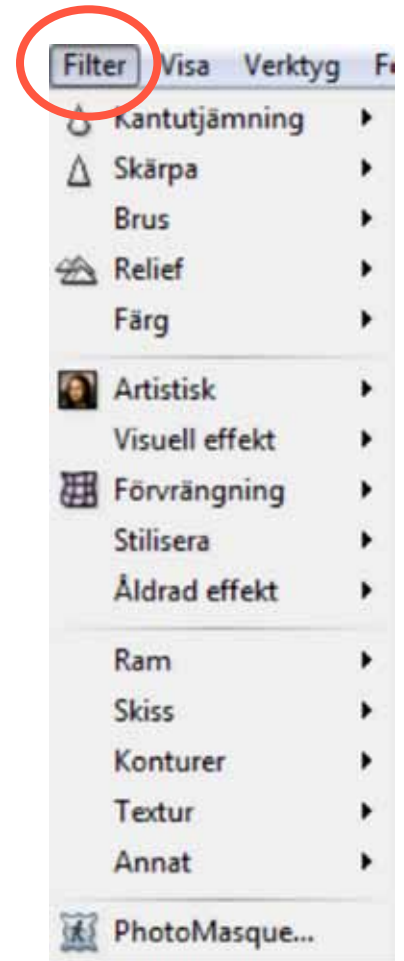 Filter Visa Verktyg F
Kantutjämning
Skärpa
Brus
Relief
Färg
Artistisk
Visuell effekt
Förvrängning
Stilisera
Åldrad effekt
Ram
Skiss
Konturer
Textur
Annat
PhotoMasque...